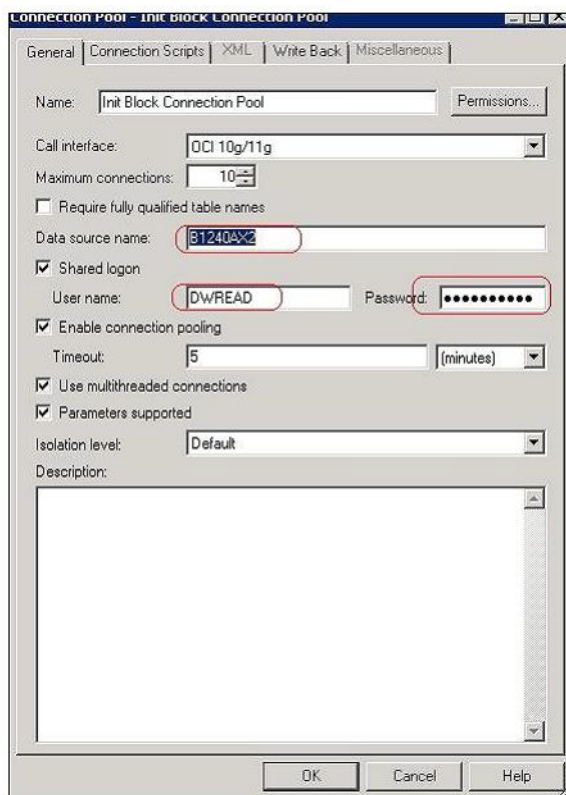 Connection Pool - Init Block Connection Pool
General Connection Scripts XML Write Back Miscellaneous
Name: Init Block Connection Pool Permissions...
Call interface: OCI 10g/11g
Maximum connections: 10
Require fully qualified table names
Data source name: B1240AX2
Shared logon
User name: DWREAD Password: ●●●●●●●●●●
Enable connection pooling
Timeout: 5 (minutes)
Use multithreaded connections
Parameters supported
Isolation level: Default
Description:
OK Cancel Help